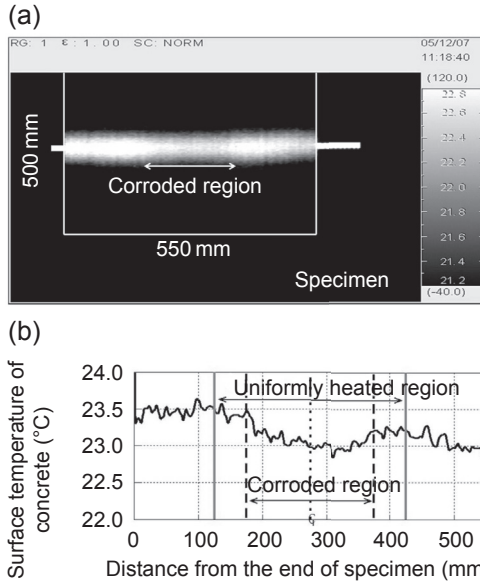 (a)
RG: 1 ε: 1.00 SC: NORM 05/12/07
11:18:40
(120.0)
22.8
22.6
22.4
22.2
22.0
21.8
21.6
21.4
21.2
(-40.0)
500 mm
Corroded region
550 mm
Specimen
(b)
Surface temperature of
concrete (°C)
24.0
23.5
23.0
22.5
22.0
Uniformly heated region
Corroded region
0 100 200 300 400 500
Distance from the end of specimen (mm